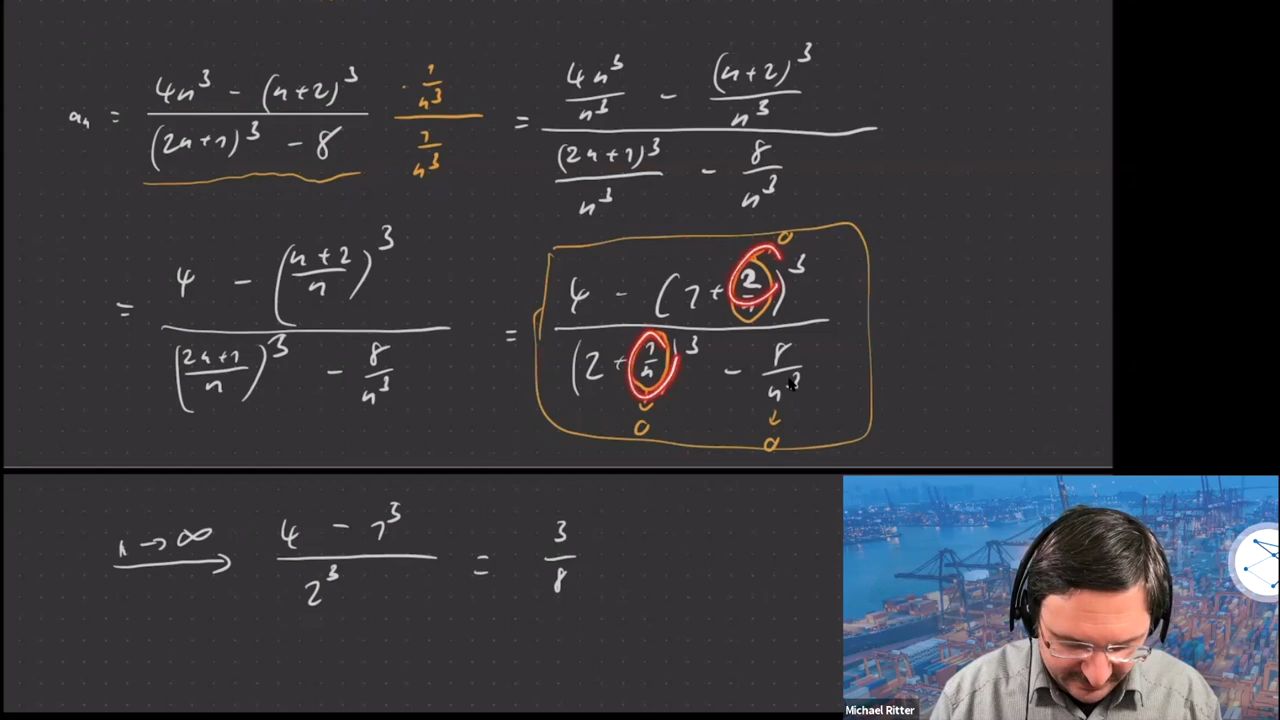 aₙ = (4n³ − (n+2)³) / ((2n+1)³ − 8) · (1/n³) / (1/n³) = (4n³/n³ − (n+2)³/n³) / ((2n+1)³/n³ − 8/n³)
= (4 − ((n+2)/n)³) / (((2n+1)/n)³ − 8/n³) = (4 − (1 + 2/n)³) / ((2 + 1/n)³ − 8/n³)
0
↓ ↓
0 0
n→∞ ⟶ (4 − 1³) / 2³ = 3/8
Michael Ritter